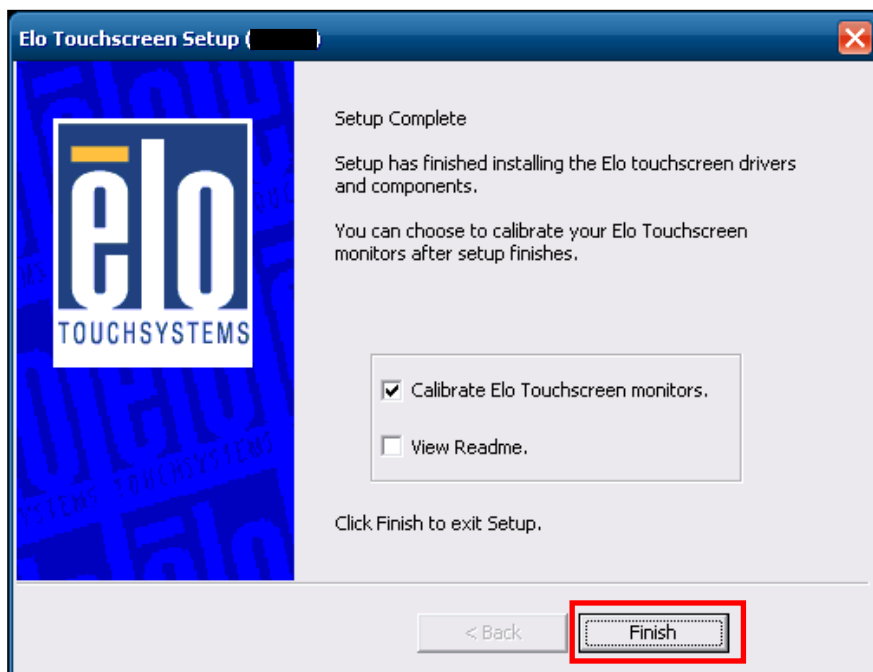 Elo Touchscreen Setup ( )
Setup Complete
Setup has finished installing the Elo touchscreen drivers
and components.
You can choose to calibrate your Elo Touchscreen
monitors after setup finishes.
ēlo
TOUCHSYSTEMS
Calibrate Elo Touchscreen monitors.
View Readme.
Click Finish to exit Setup.
< Back
Finish